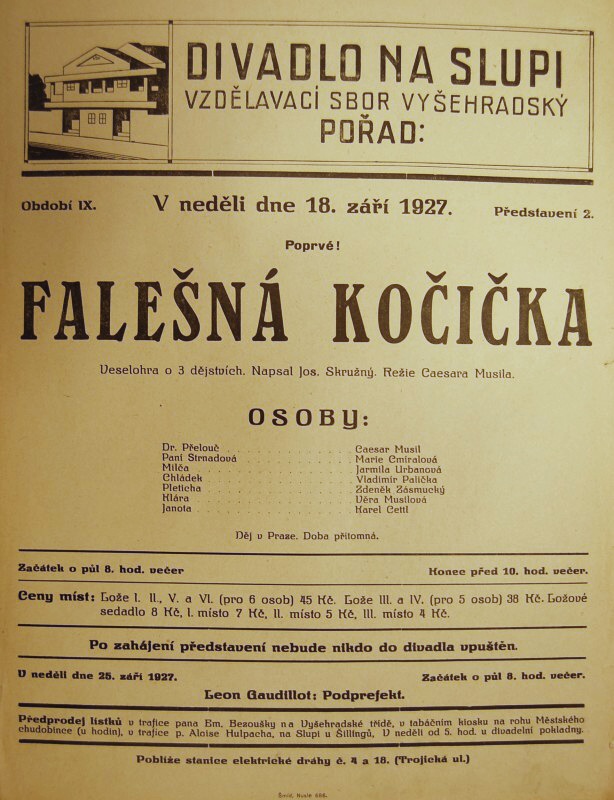 DIVADLO NA SLUPI
VZDĚLAVACÍ SBOR VYŠEHRADSKÝ
POŘAD:
Období IX. V neděli dne 18. září 1927. Představení 2.
Poprvé!
FALEŠNÁ KOČIČKA
Veselohra o 3 dějstvích. Napsal Jos. Skružný. Režie Caesara Musila.
OSOBY:
Dr. Přelouč . . . . . . . . . . Caesar Musil
Paní Strnadová . . . . . . . . . . Marie Cmíralová
Milča . . . . . . . . . . Jarmila Urbanová
Chládek . . . . . . . . . . Vladimír Palička
Pleticha . . . . . . . . . . Zdeněk Zásmucký
Klára . . . . . . . . . . Věra Musilová
Janota . . . . . . . . . . Karel Cettl
Děj v Praze. Doba přítomná.
Začátek o půl 8. hod. večer Konec před 10. hod. večer.
Ceny míst: Lože I. II., V. a VI. (pro 6 osob) 45 Kč. Lože III. a IV. (pro 5 osob) 38 Kč. Ložové
sedadlo 8 Kč, I. místo 7 Kč, II. místo 5 Kč, III. místo 4 Kč.
Po zahájení představení nebude nikdo do divadla vpuštěn.
V neděli dne 25. září 1927. Začátek o půl 8. hod. večer.
Leon Gaudillot: Podprefekt.
Předprodej lístků v trafice pana Em. Bezoušky na Vyšehradské třídě, v tabáčním kiosku na rohu Městského
chudobince (u hodin), v trafice p. Aloise Hulpacha, na Slupi u Šillingů, V neděli od 5. hod. u divadelní pokladny.
Poblíže stanice elektrické dráhy č. 4 a 18. (Trojická ul.)
Šmíd, Nusle 686.